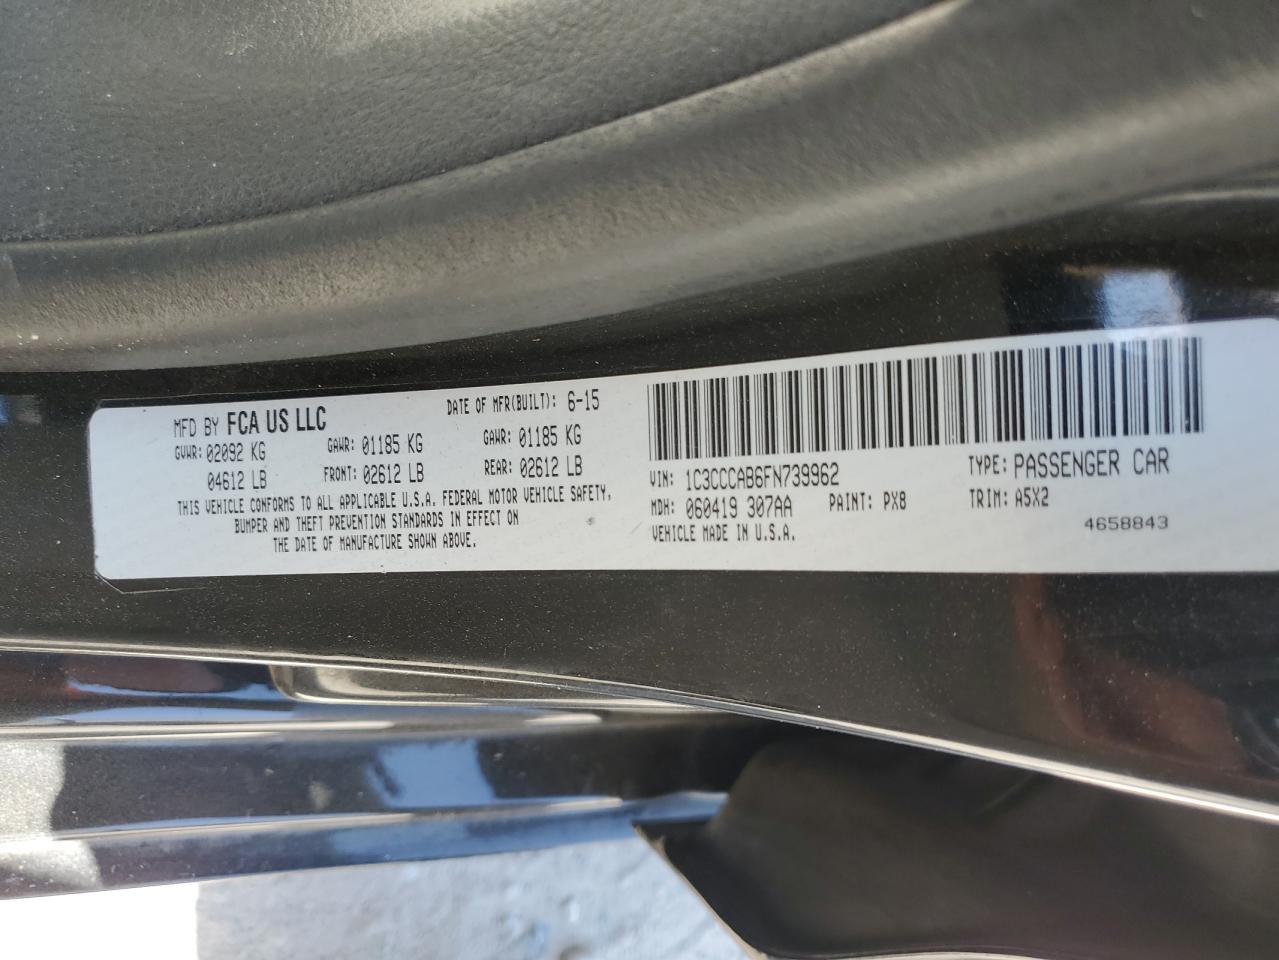 MFD BY FCA US LLC DATE OF MFR(BUILT): 6-15
GVWR: 02092 KG GAWR: 01185 KG GAWR: 01185 KG
04612 LB FRONT: 02612 LB REAR: 02612 LB
THIS VEHICLE CONFORMS TO ALL APPLICABLE U.S.A. FEDERAL MOTOR VEHICLE SAFETY,
BUMPER AND THEFT PREVENTION STANDARDS IN EFFECT ON
THE DATE OF MANUFACTURE SHOWN ABOVE.
VIN: 1C3CCCAB6FN739962 TYPE: PASSENGER CAR
MDH: 060419 307AA PAINT: PX8 TRIM: A5X2
VEHICLE MADE IN U.S.A. 4658843